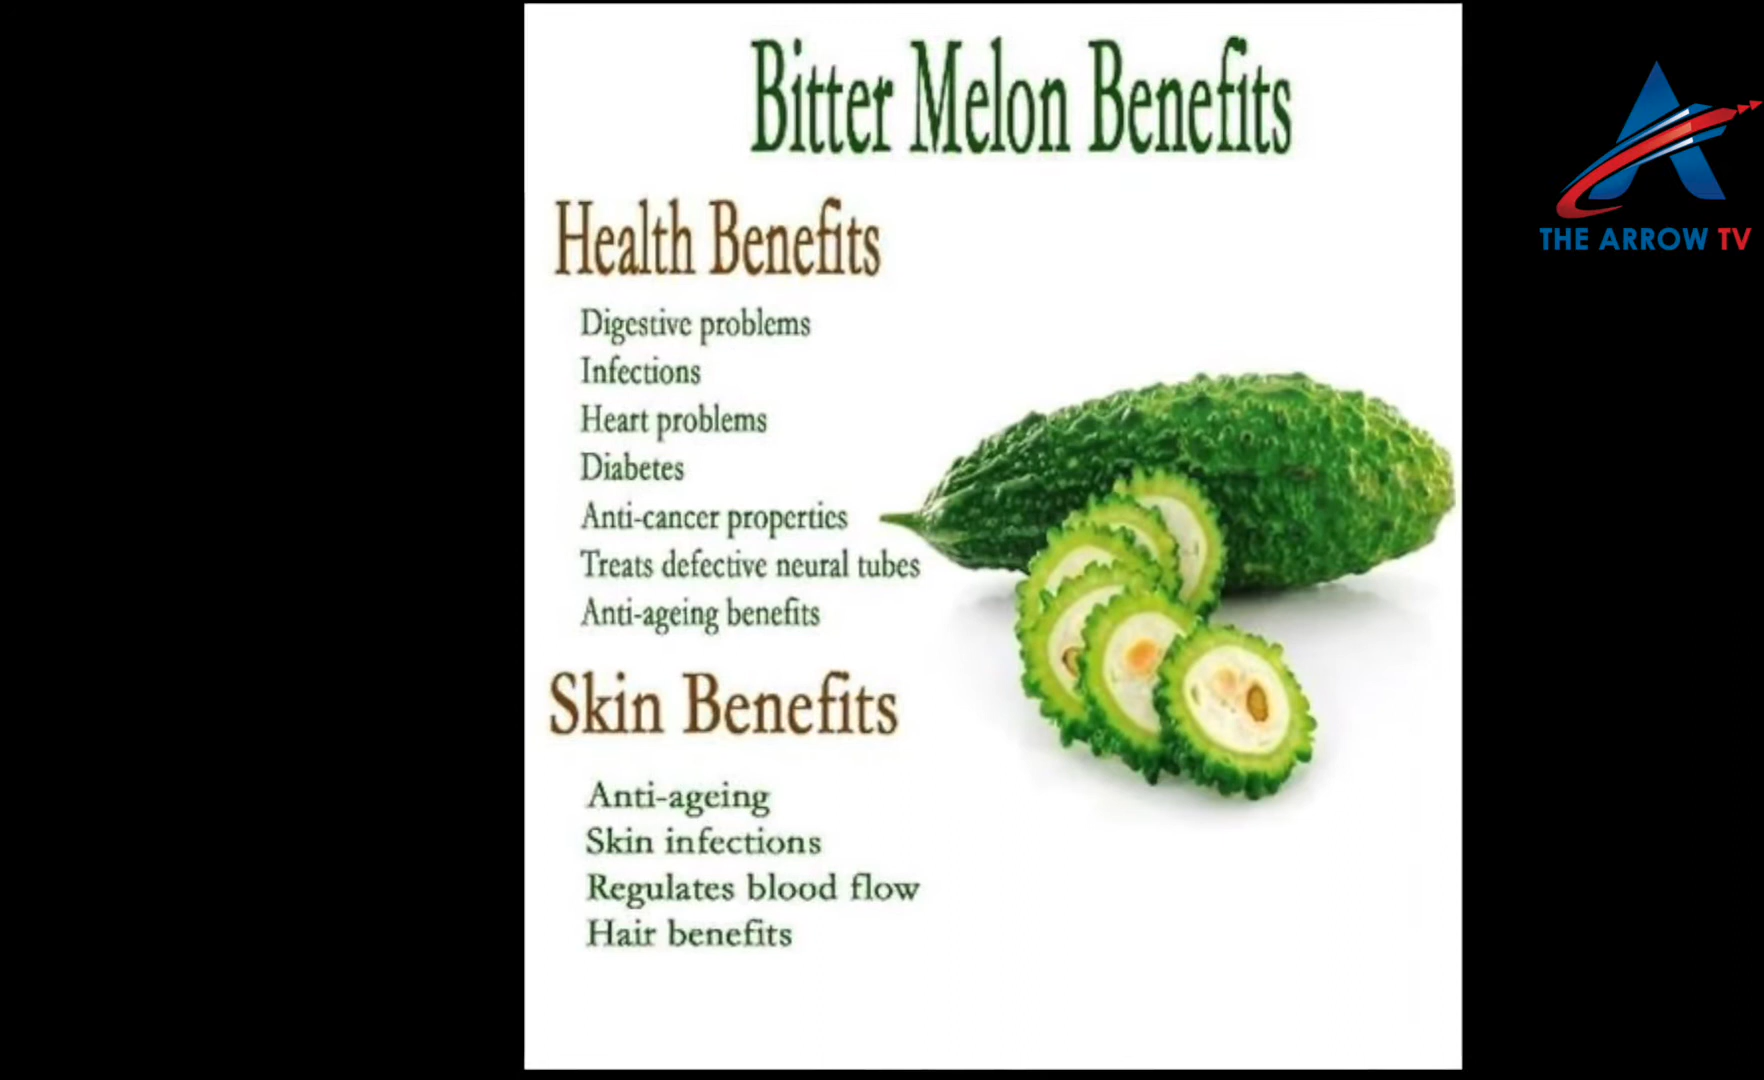 Bitter Melon Benefits
Health Benefits
Digestive problems
Infections
Heart problems
Diabetes
Anti-cancer properties
Treats defective neural tubes
Anti-ageing benefits
Skin Benefits
Anti-ageing
Skin infections
Regulates blood flow
Hair benefits
THE ARROW TV